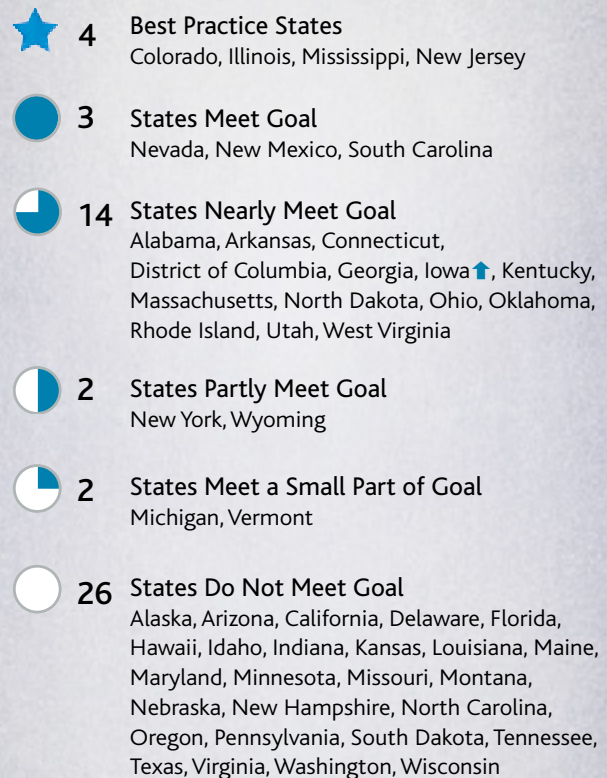 4 Best Practice States
Colorado, Illinois, Mississippi, New Jersey
3 States Meet Goal
Nevada, New Mexico, South Carolina
14 States Nearly Meet Goal
Alabama, Arkansas, Connecticut,
District of Columbia, Georgia, Iowa⬆, Kentucky,
Massachusetts, North Dakota, Ohio, Oklahoma,
Rhode Island, Utah, West Virginia
2 States Partly Meet Goal
New York, Wyoming
2 States Meet a Small Part of Goal
Michigan, Vermont
26 States Do Not Meet Goal
Alaska, Arizona, California, Delaware, Florida,
Hawaii, Idaho, Indiana, Kansas, Louisiana, Maine,
Maryland, Minnesota, Missouri, Montana,
Nebraska, New Hampshire, North Carolina,
Oregon, Pennsylvania, South Dakota, Tennessee,
Texas, Virginia, Washington, Wisconsin